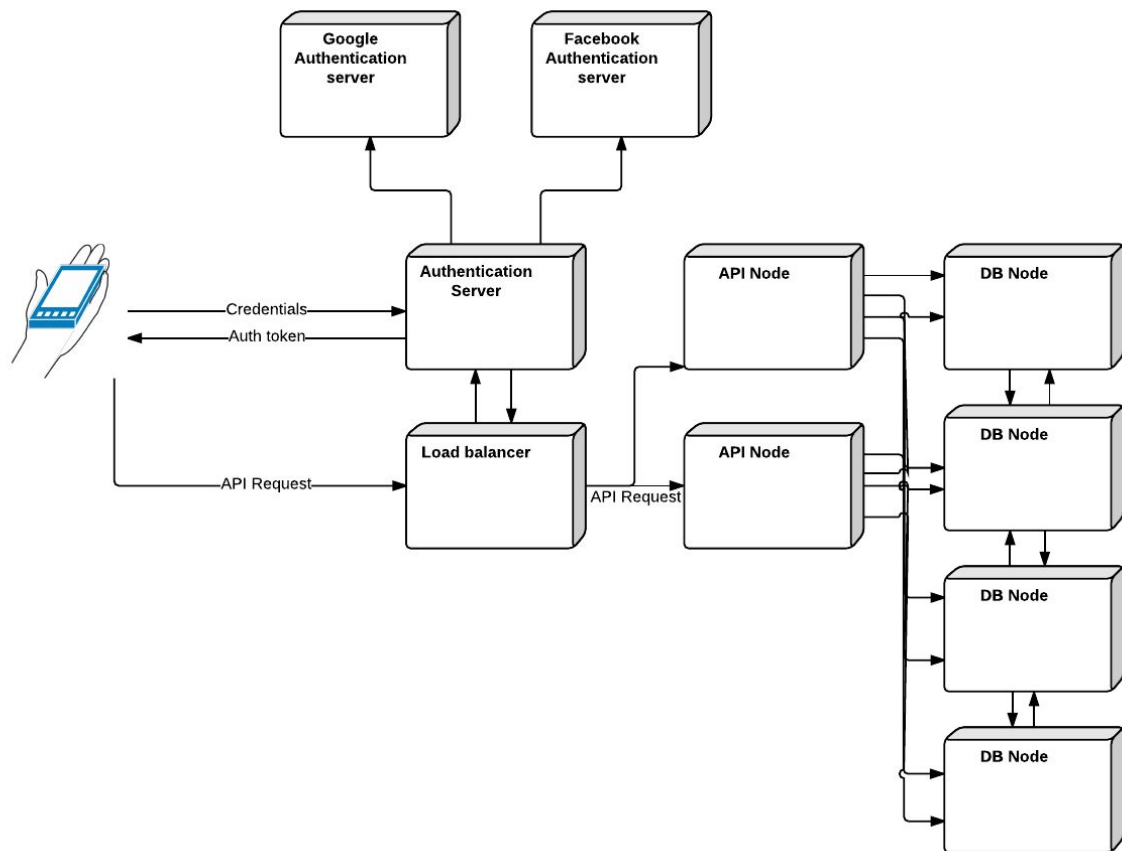 Google
Authentication
server
Facebook
Authentication
server
Authentication
Server
API Node
DB Node
Credentials
Auth token
DB Node
Load balancer
API Node
API Request
API Request
DB Node
DB Node